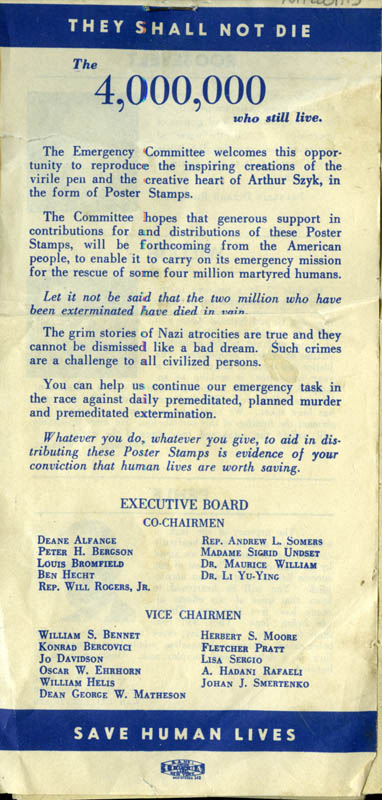 THEY SHALL NOT DIE
The
4,000,000
who still live.
The Emergency Committee welcomes this oppor-
tunity to reproduce the inspiring creations of the
virile pen and the creative heart of Arthur Szyk, in
the form of Poster Stamps.
The Committee hopes that generous support in
contributions for and distributions of these Poster
Stamps, will be forthcoming from the American
people, to enable it to carry on its emergency mission
for the rescue of some four million martyred humans.
Let it not be said that the two million who have
been exterminated have died in vain.
The grim stories of Nazi atrocities are true and they
cannot be dismissed like a bad dream. Such crimes
are a challenge to all civilized persons.
You can help us continue our emergency task in
the race against daily premeditated, planned murder
and premeditated extermination.
Whatever you do, whatever you give, to aid in dis-
tributing these Poster Stamps is evidence of your
conviction that human lives are worth saving.
EXECUTIVE BOARD
CO-CHAIRMEN
DEANE ALFANGE
PETER H. BERGSON
LOUIS BROMFIELD
BEN HECHT
REP. WILL ROGERS, JR.
REP. ANDREW L. SOMERS
MADAME SIGRID UNDSET
DR. MAURICE WILLIAM
DR. LI YU-YING
VICE CHAIRMEN
WILLIAM S. BENNET
KONRAD BERCOVICI
JO DAVIDSON
OSCAR W. EHRHORN
WILLIAM HELIS
DEAN GEORGE W. MATHESON
HERBERT S. MOORE
FLETCHER PRATT
LISA SERGIO
A. HADANI RAFAELI
JOHAN J. SMERTENKO
SAVE HUMAN LIVES